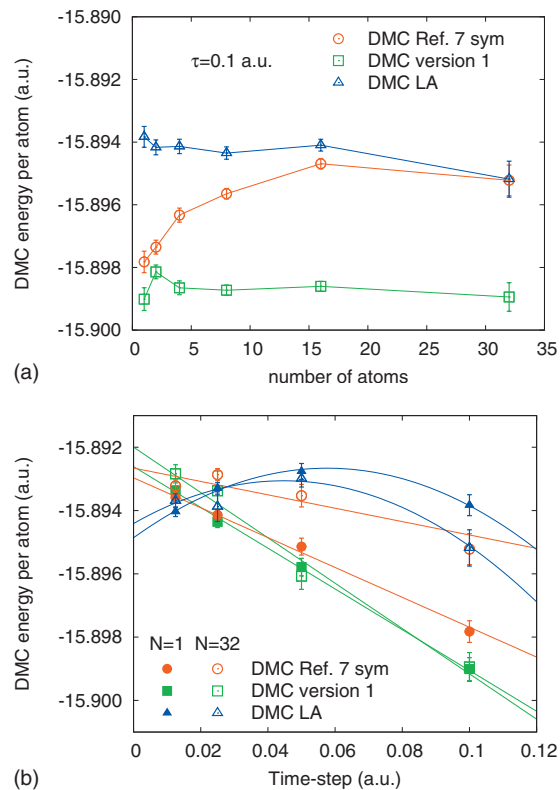 -15.890
-15.892
-15.894
-15.896
-15.898
-15.900
DMC energy per atom (a.u.)
τ=0.1 a.u.
DMC Ref. 7 sym
DMC version 1
DMC LA
0 5 10 15 20 25 30 35
number of atoms
(a)
-15.892
-15.894
-15.896
-15.898
-15.900
DMC energy per atom (a.u.)
N=1 N=32
DMC Ref. 7 sym
DMC version 1
DMC LA
0 0.02 0.04 0.06 0.08 0.1 0.12
Time-step (a.u.)
(b)